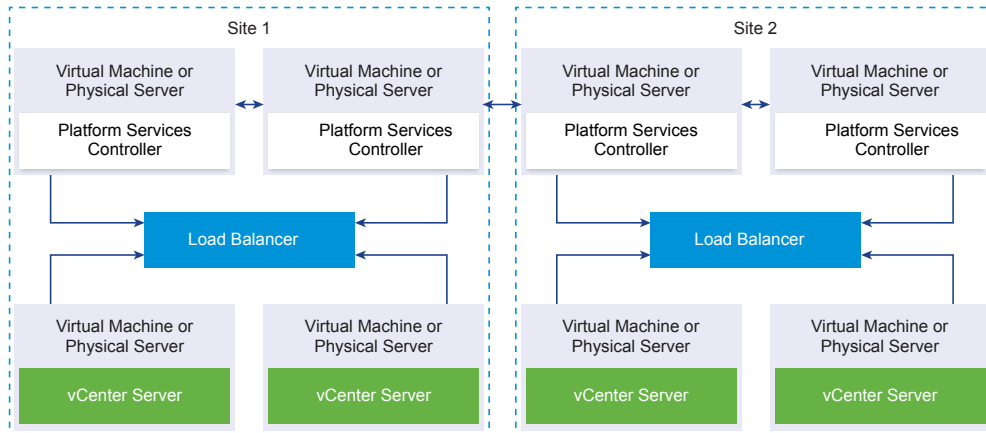 Site 1
Site 2
Virtual Machine or
Physical Server
Platform Services
Controller
Virtual Machine or
Physical Server
Platform Services
Controller
Virtual Machine or
Physical Server
Platform Services
Controller
Virtual Machine or
Physical Server
Platform Services
Controller
Load Balancer
Load Balancer
Virtual Machine or
Physical Server
vCenter Server
Virtual Machine or
Physical Server
vCenter Server
Virtual Machine or
Physical Server
vCenter Server
Virtual Machine or
Physical Server
vCenter Server